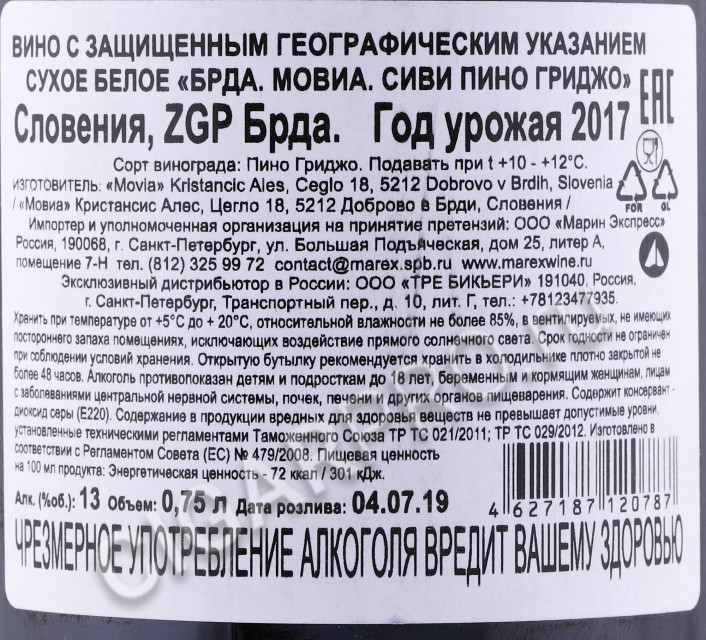 ВИНО С ЗАЩИЩЕННЫМ ГЕОГРАФИЧЕСКИМ УКАЗАНИЕМ
СУХОЕ БЕЛОЕ «БРДА. МОВИА. СИВИ ПИНО ГРИДЖО»
EAC
Словения, ZGP Брда. Год урожая 2017
Сорт винограда: Пино Гриджо. Подавать при t +10 - +12°C.
ИЗГОТОВИТЕЛЬ: «Movia» Kristancic Ales, Ceglo 18, 5212 Dobrovo v Brdih, Slovenia
/ «Мовиа» Кристансис Алес, Цегло 18, 5212 Доброво в Брди, Словения /
FOR GL
Импортер и уполномоченная организация на принятие претензий: ООО «Марин Экспресс»
Россия, 190068, г. Санкт-Петербург, ул. Большая Подъяческая, дом 25, литер А,
помещение 7-Н тел. (812) 325 99 72 contact@marex.spb.ru www.marexwine.ru
Эксклюзивный дистрибьютор в России: ООО «ТРЕ БИКЬЕРИ» 191040, Россия,
г. Санкт-Петербург, Транспортный пер., д. 10, лит. Г, тел.: +78123477935.
Хранить при температуре от +5°C до + 20°C, относительной влажности не более 85%, в вентилируемых, не имеющих
постороннего запаха помещениях, исключающих воздействие прямого солнечного света. Срок годности не ограничен
при соблюдении условий хранения. Открытую бутылку рекомендуется хранить в холодильнике плотно закрытой не
более 48 часов. Алкоголь противопоказан детям и подросткам до 18 лет, беременным и кормящим женщинам, лицам
с заболеваниями центральной нервной системы, почек, печени и других органов пищеварения. Содержит консервант -
диоксид серы (Е220). Содержание в продукции вредных для здоровья веществ не превышает допустимые уровни,
установленные техническими регламентами Таможенного Союза ТР ТС 021/2011; ТР ТС 029/2012. Изготовлено в
соответствии с Регламентом Совета (ЕС) № 479/2008. Пищевая ценность
на 100 мл продукта: Энергетическая ценность - 72 ккал / 301 кДж.
Алк. (%об.): 13 Объем: 0,75 л Дата розлива: 04.07.19
4 627187 120787
ЧРЕЗМЕРНОЕ УПОТРЕБЛЕНИЕ АЛКОГОЛЯ ВРЕДИТ ВАШЕМУ ЗДОРОВЬЮ